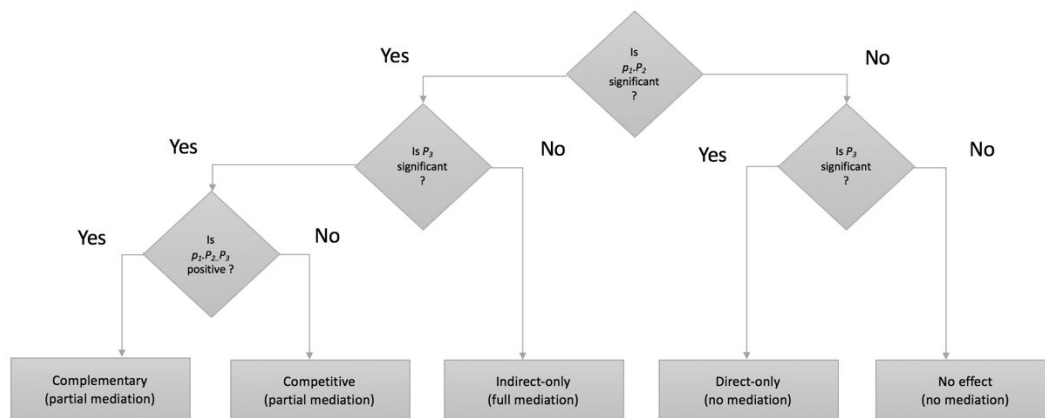 Is
p₁.P₂
significant
?
Yes
No
Is P₃
significant
?
Yes
No
Is P₃
significant
?
Yes
No
Is
p₁.P₂..P₃
positive ?
Yes
No
Complementary
(partial mediation)
Competitive
(partial mediation)
Indirect-only
(full mediation)
Direct-only
(no mediation)
No effect
(no mediation)